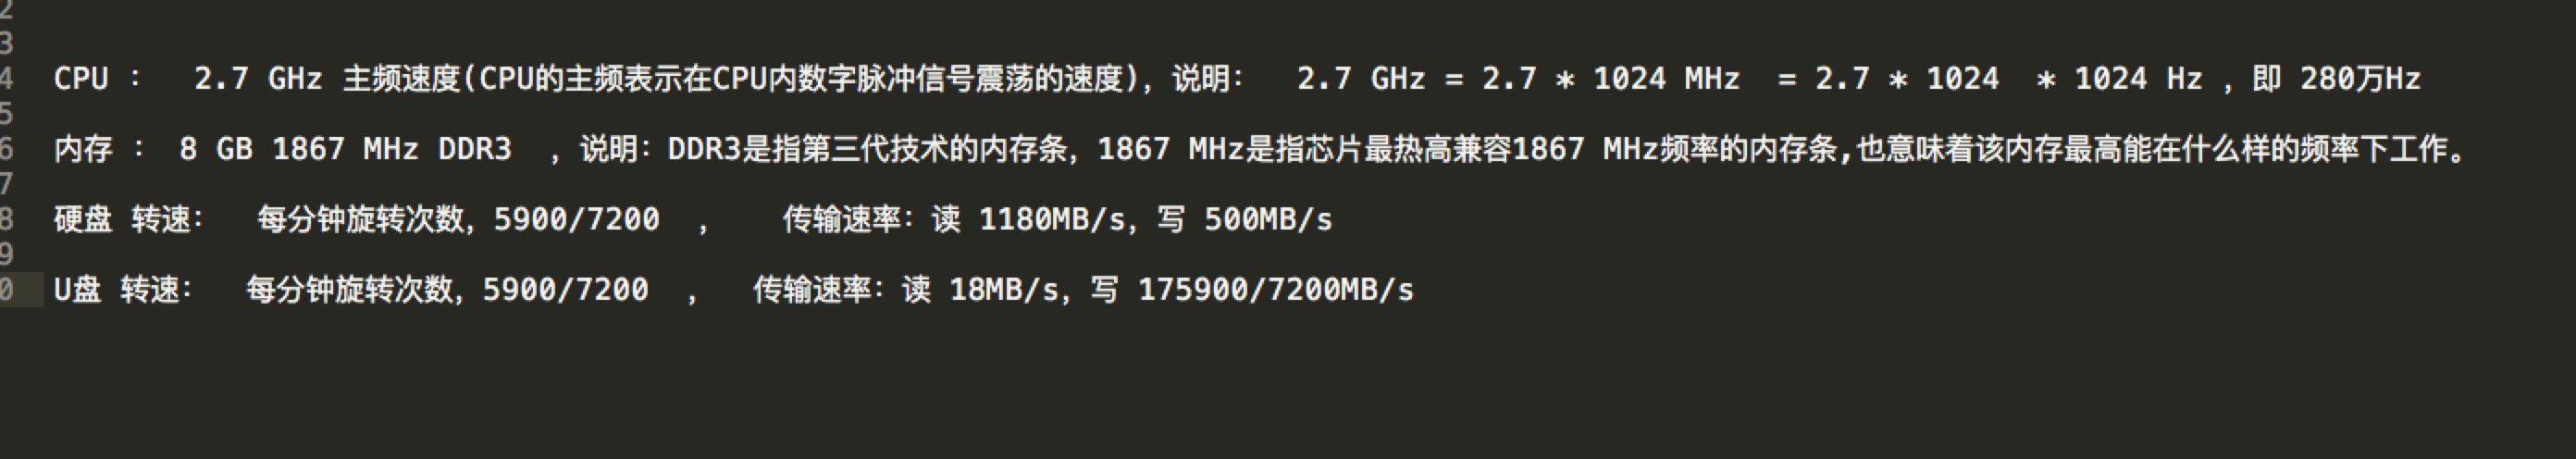 2
3
4 CPU ： 2.7 GHz 主频速度(CPU的主频表示在CPU内数字脉冲信号震荡的速度)，说明： 2.7 GHz = 2.7 * 1024 MHz = 2.7 * 1024 * 1024 Hz ，即 280万Hz
5
6 内存 ： 8 GB 1867 MHz DDR3 ，说明：DDR3是指第三代技术的内存条，1867 MHz是指芯片最热高兼容1867 MHz频率的内存条,也意味着该内存最高能在什么样的频率下工作。
7
8 硬盘 转速： 每分钟旋转次数，5900/7200 ， 传输速率：读 1180MB/s，写 500MB/s
9
0 U盘 转速： 每分钟旋转次数，5900/7200 ， 传输速率：读 18MB/s，写 175900/7200MB/s